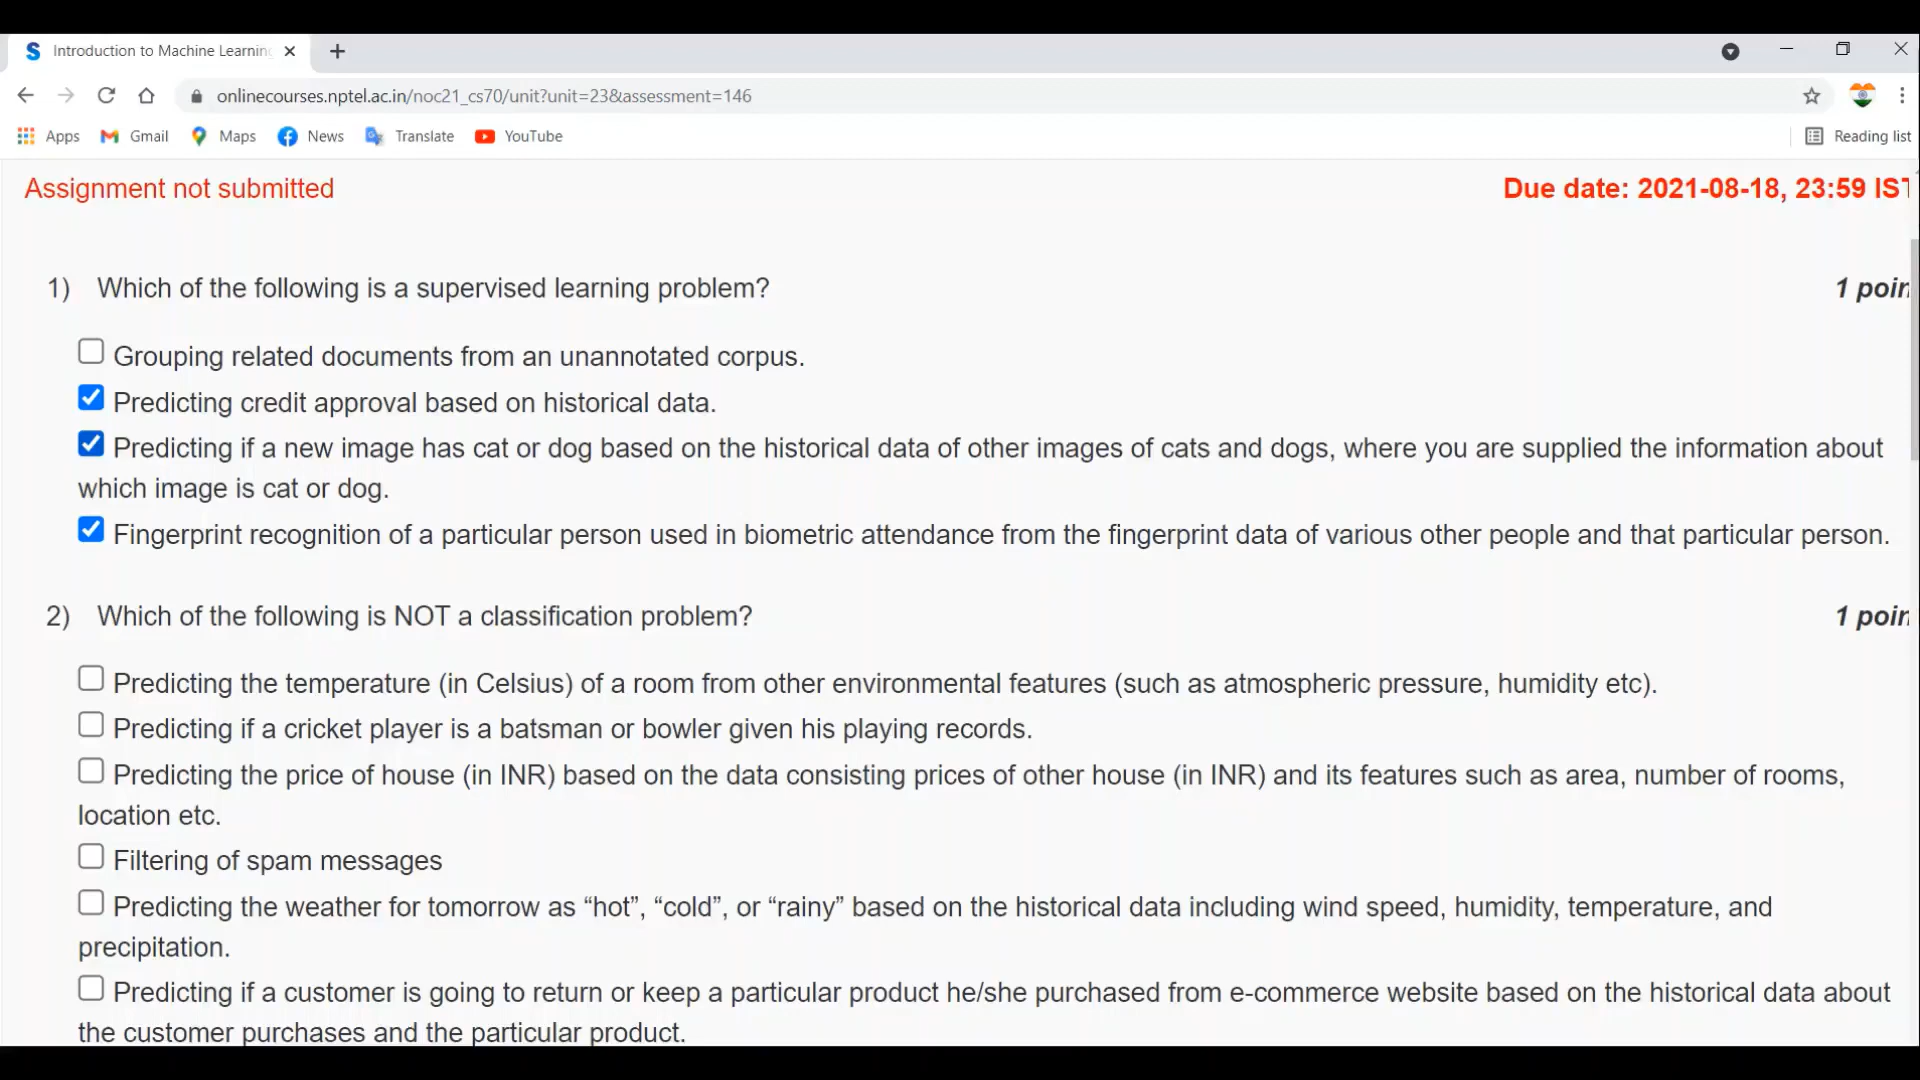 Introduction to Machine Learning
onlinecourses.nptel.ac.in/noc21_cs70/unit?unit=23&assessment=146
Apps Gmail Maps News Translate YouTube Reading list
Assignment not submitted Due date: 2021-08-18, 23:59 IST
1) Which of the following is a supervised learning problem? 1 poin
Grouping related documents from an unannotated corpus.
Predicting credit approval based on historical data.
Predicting if a new image has cat or dog based on the historical data of other images of cats and dogs, where you are supplied the information about
which image is cat or dog.
Fingerprint recognition of a particular person used in biometric attendance from the fingerprint data of various other people and that particular person.
2) Which of the following is NOT a classification problem? 1 poin
Predicting the temperature (in Celsius) of a room from other environmental features (such as atmospheric pressure, humidity etc).
Predicting if a cricket player is a batsman or bowler given his playing records.
Predicting the price of house (in INR) based on the data consisting prices of other house (in INR) and its features such as area, number of rooms,
location etc.
Filtering of spam messages
Predicting the weather for tomorrow as “hot”, “cold”, or “rainy” based on the historical data including wind speed, humidity, temperature, and
precipitation.
Predicting if a customer is going to return or keep a particular product he/she purchased from e-commerce website based on the historical data about
the customer purchases and the particular product.